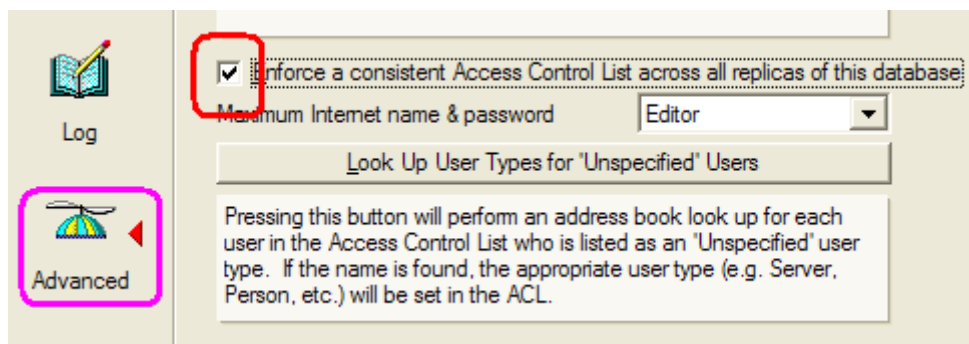 Enforce a consistent Access Control List across all replicas of this database
Maximum Internet name & password
Editor
Log
Look Up User Types for 'Unspecified' Users
Advanced
Pressing this button will perform an address book look up for each
user in the Access Control List who is listed as an 'Unspecified' user
type. If the name is found, the appropriate user type (e.g. Server,
Person, etc.) will be set in the ACL.